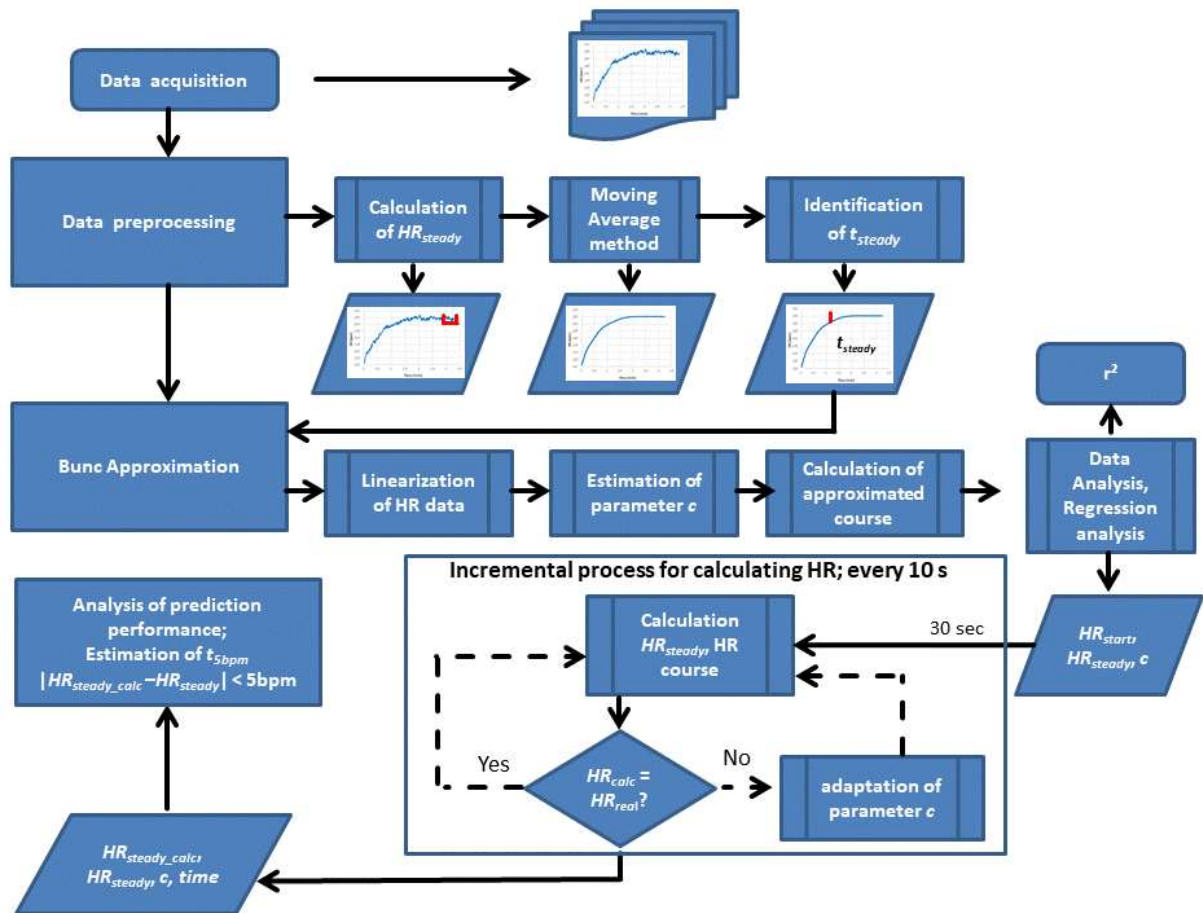 Data acquisition
Data preprocessing
Calculation
of HRsteady
Moving
Average
method
Identification
of tsteady
tsteady
r²
Bunc Approximation
Linearization
of HR data
Estimation of
parameter c
Calculation of
approximated
course
Data
Analysis,
Regression
analysis
Incremental process for calculating HR; every 10 s
Calculation
HRsteady, HR
course
30 sec
HRstart,
HRsteady, c
Analysis of prediction
performance;
Estimation of t5bpm
|HRsteady_calc –HRsteady| < 5bpm
Yes
HRcalc =
HRreal?
No
adaptation of
parameter c
HRsteady_calc,
HRsteady, c, time